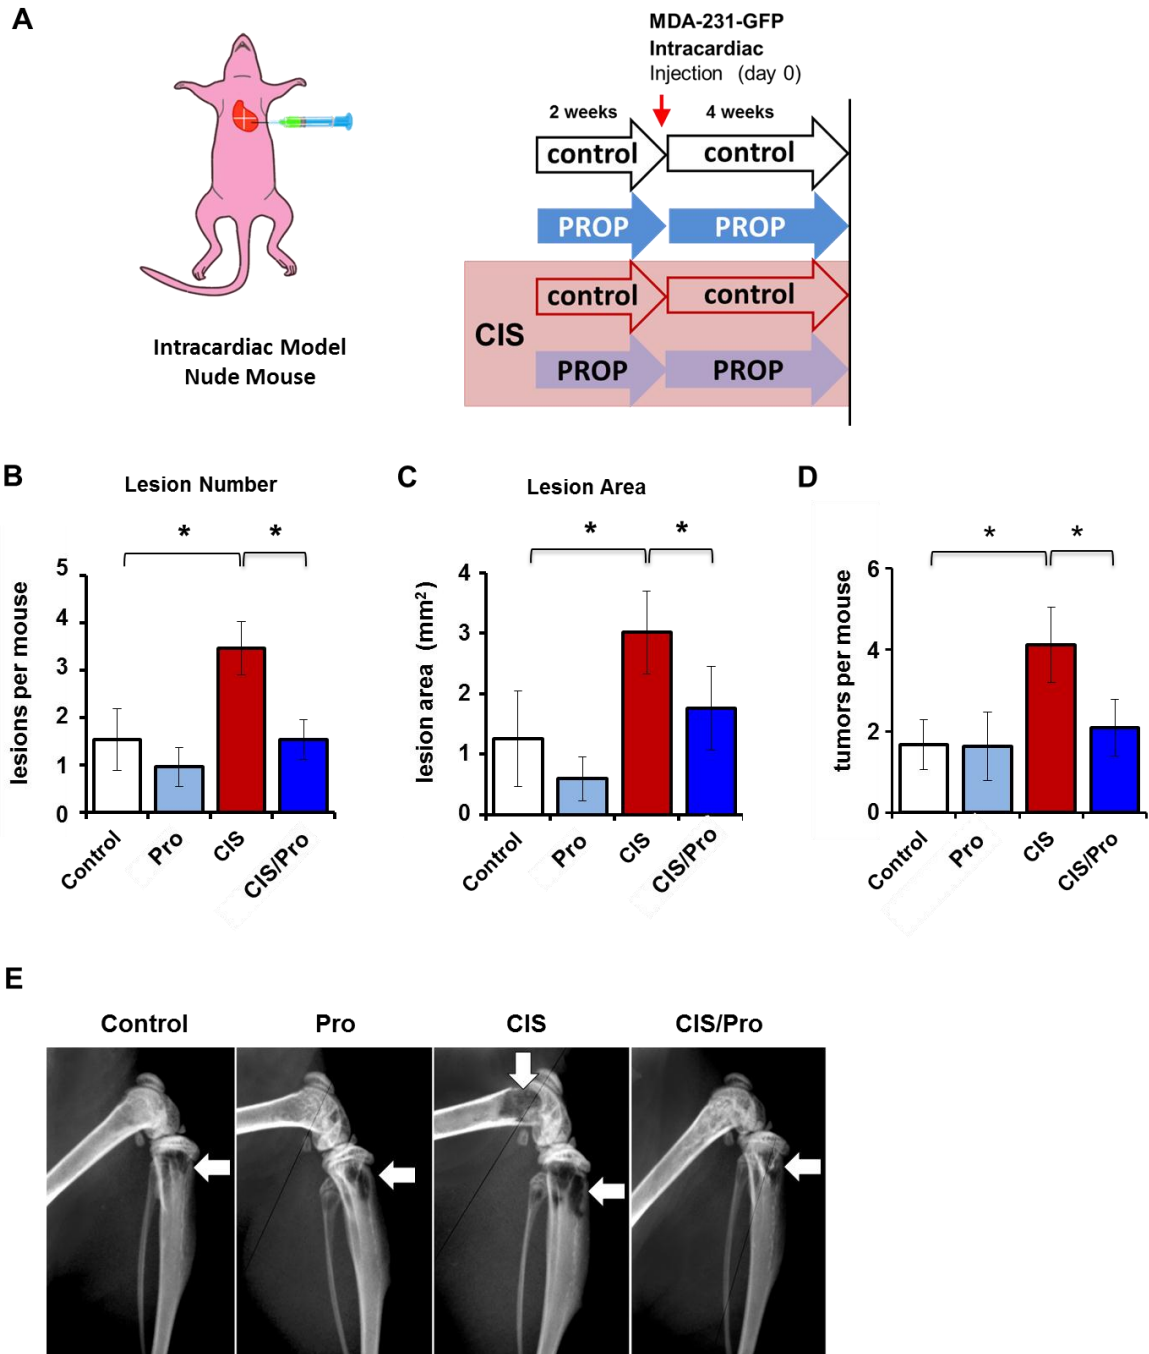 A
MDA-231-GFP
Intracardiac
Injection (day 0)
2 weeks
4 weeks
control
control
PROP
PROP
control
control
CIS
PROP
PROP
Intracardiac Model
Nude Mouse
B
Lesion Number
*
*
lesions per mouse
5
4
3
2
1
0
Control
Pro
CIS
CIS/Pro
C
Lesion Area
*
*
lesion area (mm²)
4
3
2
1
0
Control
Pro
CIS
CIS/Pro
D
*
*
tumors per mouse
6
4
2
0
Control
Pro
CIS
CIS/Pro
E
Control
Pro
CIS
CIS/Pro